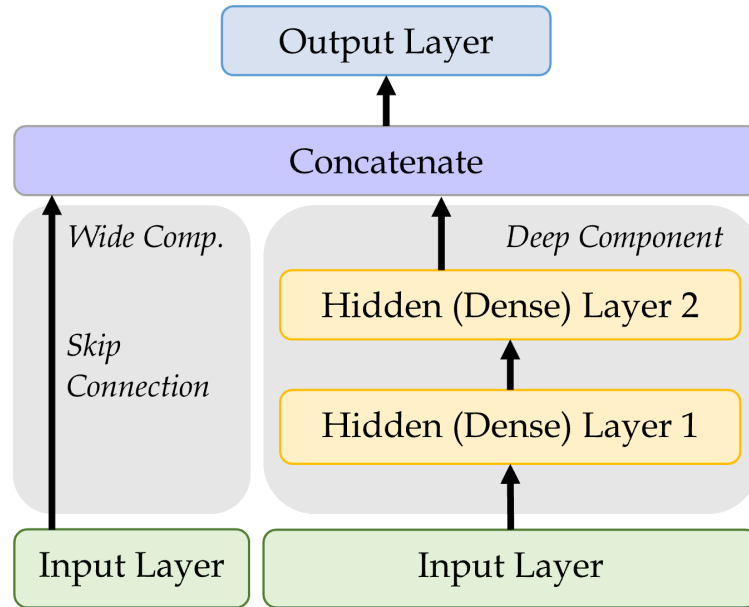 Output Layer
Concatenate
Wide Comp.
Deep Component
Hidden (Dense) Layer 2
Skip
Connection
Hidden (Dense) Layer 1
Input Layer
Input Layer